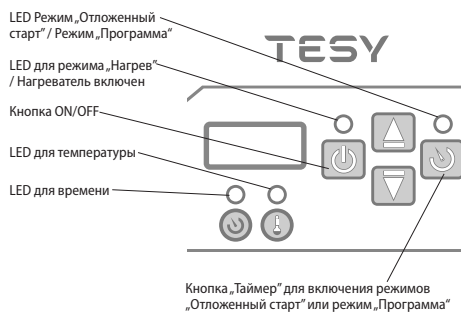 LED Режим „Отложенный
старт” / Режим „Программа“
TESY
LED для режима „Нагрев”
/ Нагреватель включен
Кнопка ON/OFF
LED для температуры
LED для времени
Кнопка „Таймер” для включения режимов
„Отложенный старт” или режим „Программа“